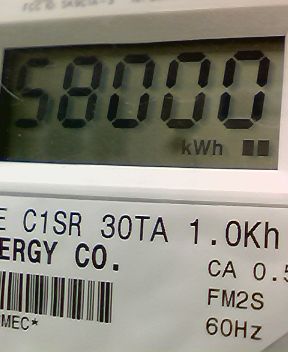 58000
kWh
E C1SR 30TA 1.0Kh
ERGY CO.
CA 0.5
FM2S
60Hz
MEC*